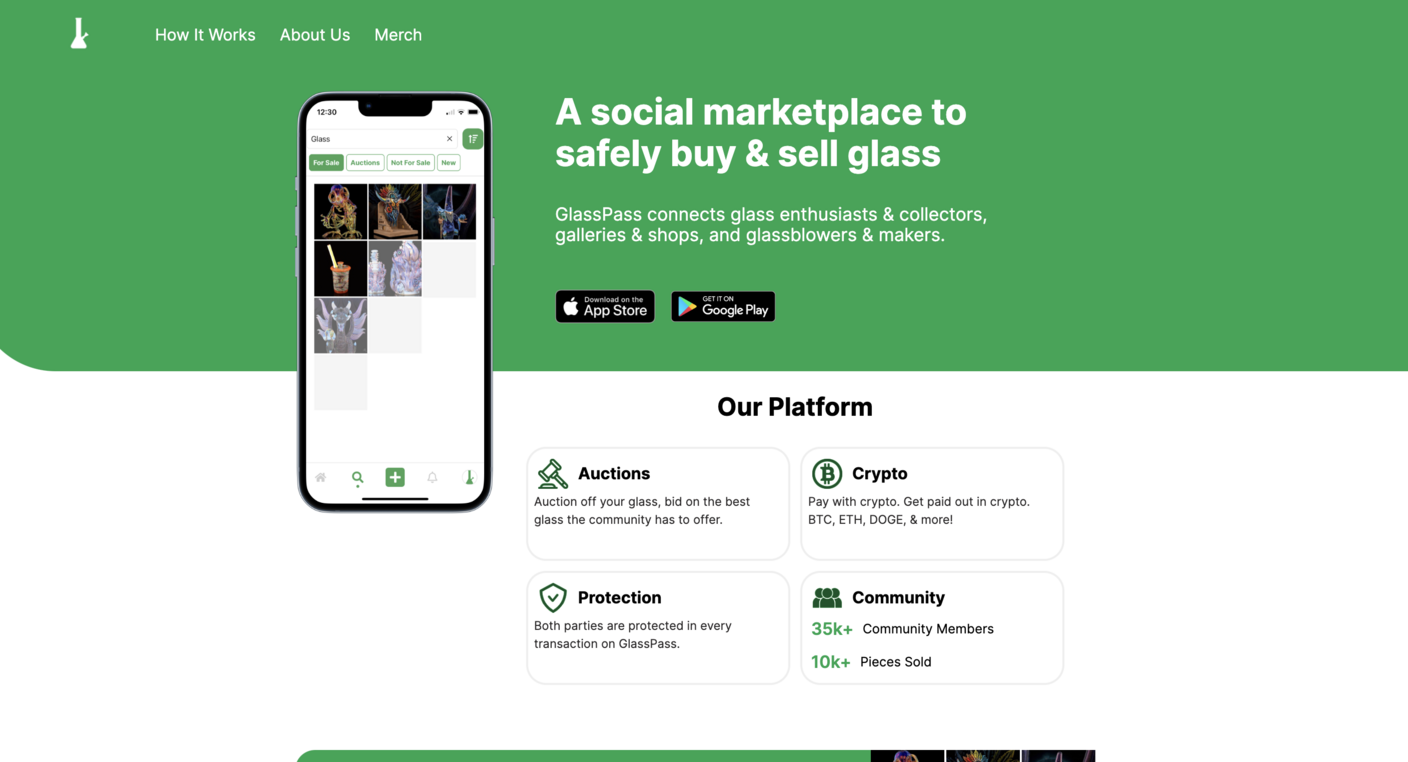 How It Works
About Us
Merch
12:30
Glass
For Sale
Auctions
Not For Sale
New
A social marketplace to
safely buy & sell glass
GlassPass connects glass enthusiasts & collectors,
galleries & shops, and glassblowers & makers.
Download on the
App Store
GET IT ON
Google Play
Our Platform
Auctions
Auction off your glass, bid on the best
glass the community has to offer.
Crypto
Pay with crypto. Get paid out in crypto.
BTC, ETH, DOGE, & more!
Protection
Both parties are protected in every
transaction on GlassPass.
Community
35k+ Community Members
10k+ Pieces Sold